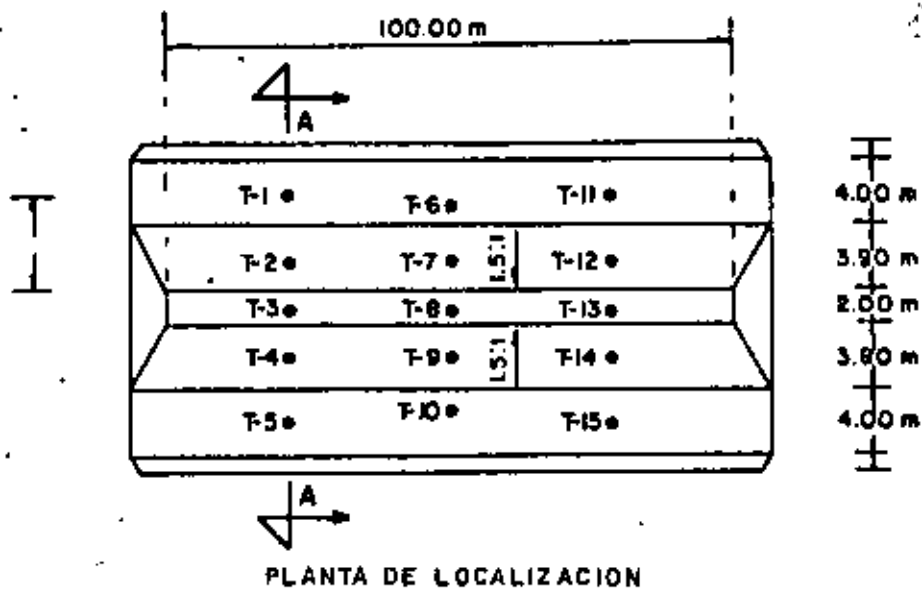 100.00 m
A
T-1 T-6 T-11 4.00 m
T-2 T-7 1.5:1 T-12 3.90 m
T-3 T-8 T-13 2.00 m
T-4 T-9 1.5:1 T-14 3.80 m
T-5 T-10 T-15 4.00 m
A
PLANTA DE LOCALIZACION